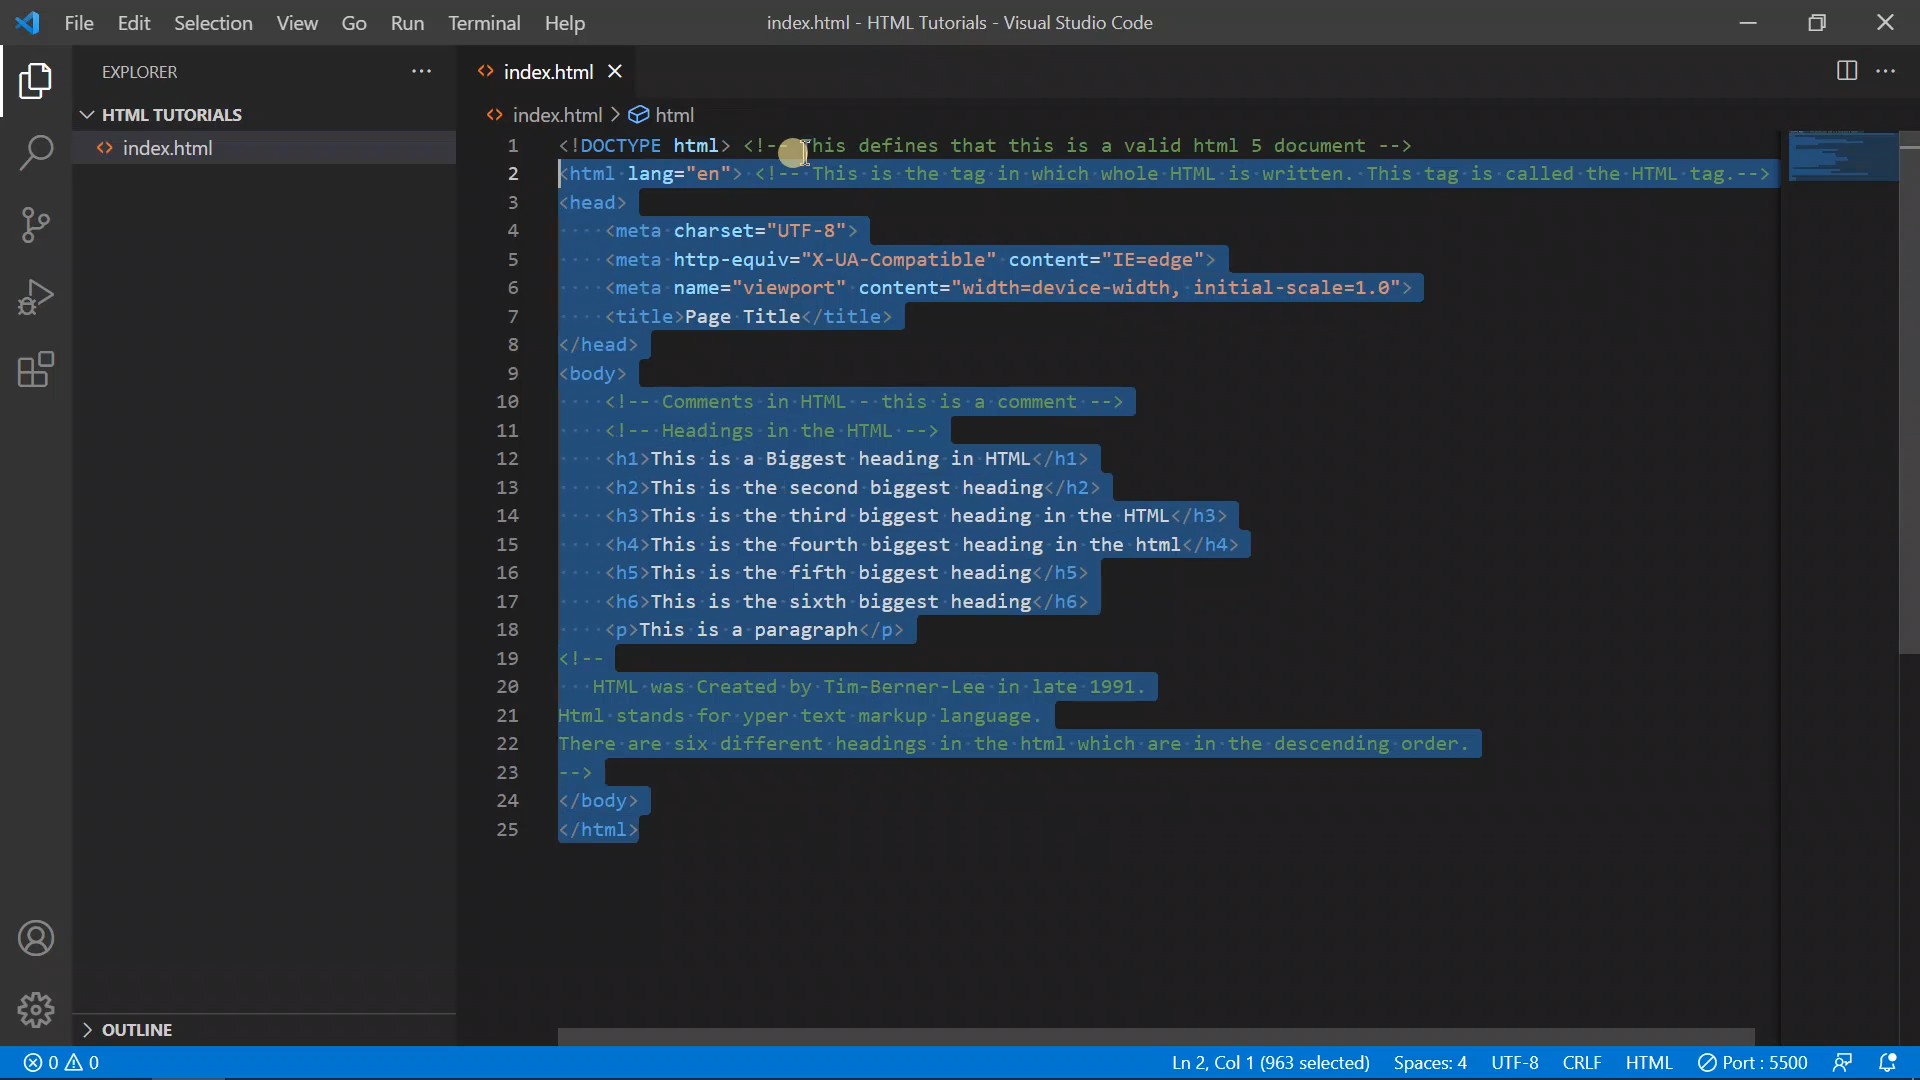 File Edit Selection View Go Run Terminal Help index.html - HTML Tutorials - Visual Studio Code
EXPLORER
HTML TUTORIALS
index.html
OUTLINE
index.html
index.html > html
1 <!DOCTYPE html> <!-- This defines that this is a valid html 5 document -->
2 <html lang="en"> <!-- This is the tag in which whole HTML is written. This tag is called the HTML tag.-->
3 <head>
4     <meta charset="UTF-8">
5     <meta http-equiv="X-UA-Compatible" content="IE=edge">
6     <meta name="viewport" content="width=device-width, initial-scale=1.0">
7     <title>Page Title</title>
8 </head>
9 <body>
10     <!-- Comments in HTML - this is a comment -->
11     <!-- Headings in the HTML -->
12     <h1>This is a Biggest heading in HTML</h1>
13     <h2>This is the second biggest heading</h2>
14     <h3>This is the third biggest heading in the HTML</h3>
15     <h4>This is the fourth biggest heading in the html</h4>
16     <h5>This is the fifth biggest heading</h5>
17     <h6>This is the sixth biggest heading</h6>
18     <p>This is a paragraph</p>
19 <!--
20    HTML was Created by Tim-Berner-Lee in late 1991.
21 Html stands for yper text markup language.
22 There are six different headings in the html which are in the descending order.
23 -->
24 </body>
25 </html>
0 0 Ln 2, Col 1 (963 selected) Spaces: 4 UTF-8 CRLF HTML Port : 5500